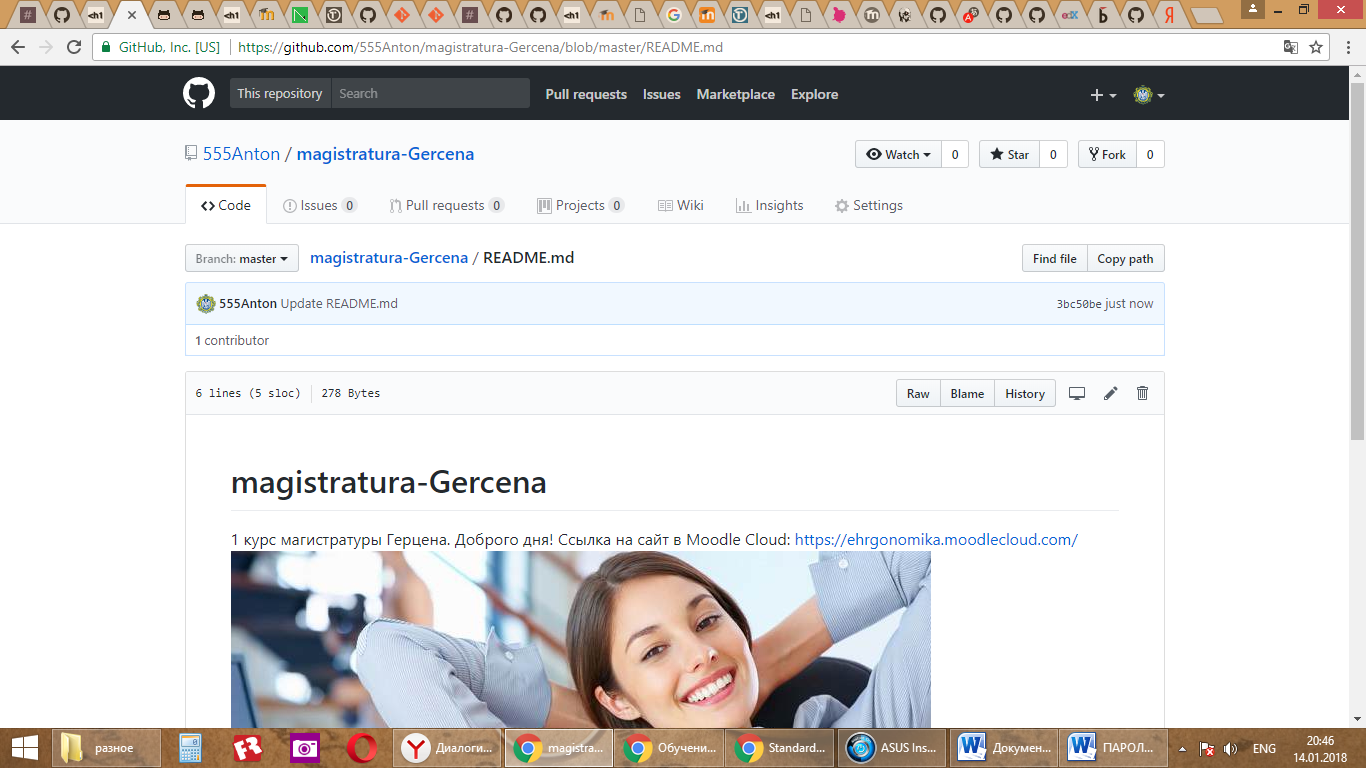 GitHub, Inc. [US] https://github.com/555Anton/magistratura-Gercena/blob/master/README.md
This repository Search Pull requests Issues Marketplace Explore
555Anton / magistratura-Gercena Watch 0 Star 0 Fork 0
Code Issues 0 Pull requests 0 Projects 0 Wiki Insights Settings
Branch: master magistratura-Gercena / README.md Find file Copy path
555Anton Update README.md 3bc50be just now
1 contributor
6 lines (5 sloc) 278 Bytes Raw Blame History
magistratura-Gercena
1 курс магистратуры Герцена. Доброго дня! Ссылка на сайт в Moodle Cloud: https://ehrgonomika.moodlecloud.com/
разное Диалоги... magistra... Обучени... Standard... ASUS Ins... Докумен... ПАРОЛ... ENG 20:46
14.01.2018